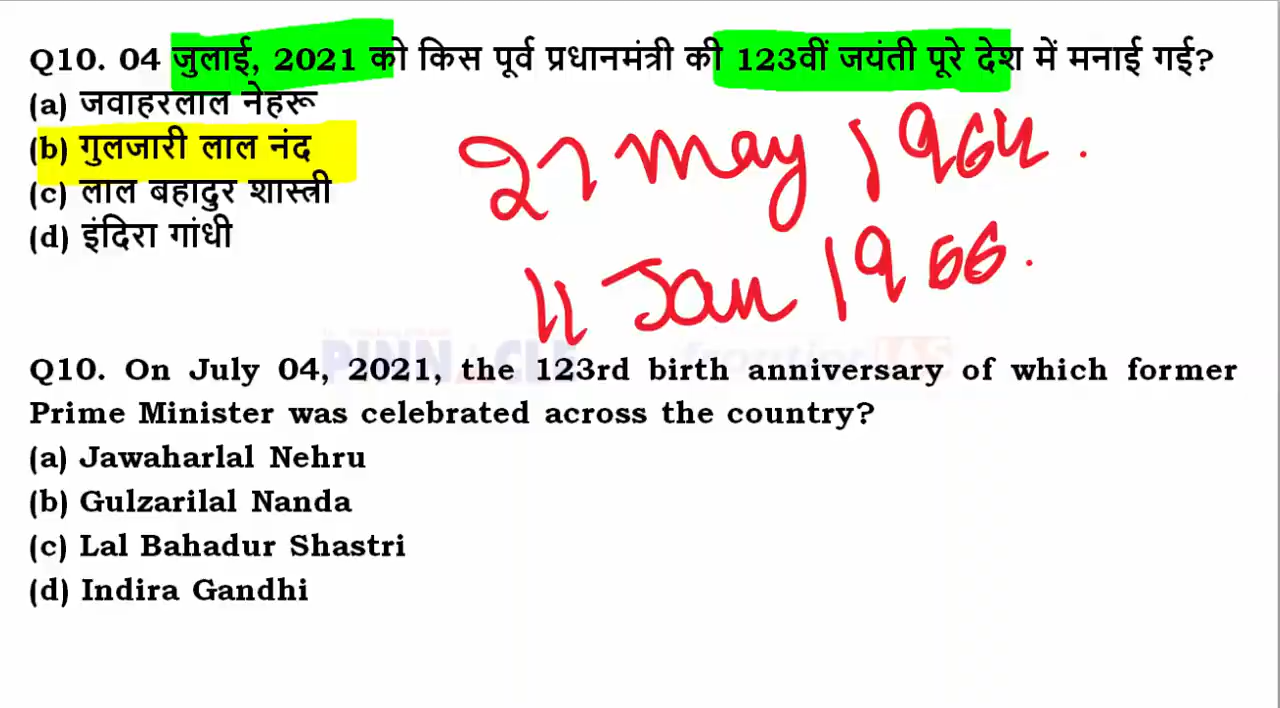 Q10. 04 जुलाई, 2021 को किस पूर्व प्रधानमंत्री की 123वीं जयंती पूरे देश में मनाई गई?
(a) जवाहरलाल नेहरू
(b) गुलजारी लाल नंद
(c) लाल बहादुर शास्त्री
(d) इंदिरा गांधी
27 May 1964.
11 Jan 1966.
PINNACLE
Q10. On July 04, 2021, the 123rd birth anniversary of which former
Prime Minister was celebrated across the country?
(a) Jawaharlal Nehru
(b) Gulzarilal Nanda
(c) Lal Bahadur Shastri
(d) Indira Gandhi